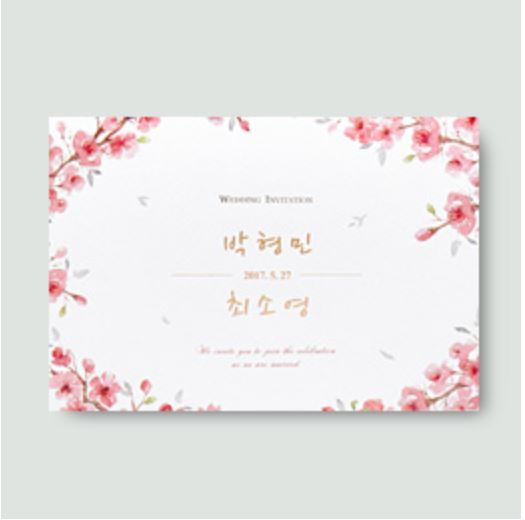 WEDDING INVITATION
박형민
2017. 5. 27
최소영
We invite you to join the celebration
as we are married